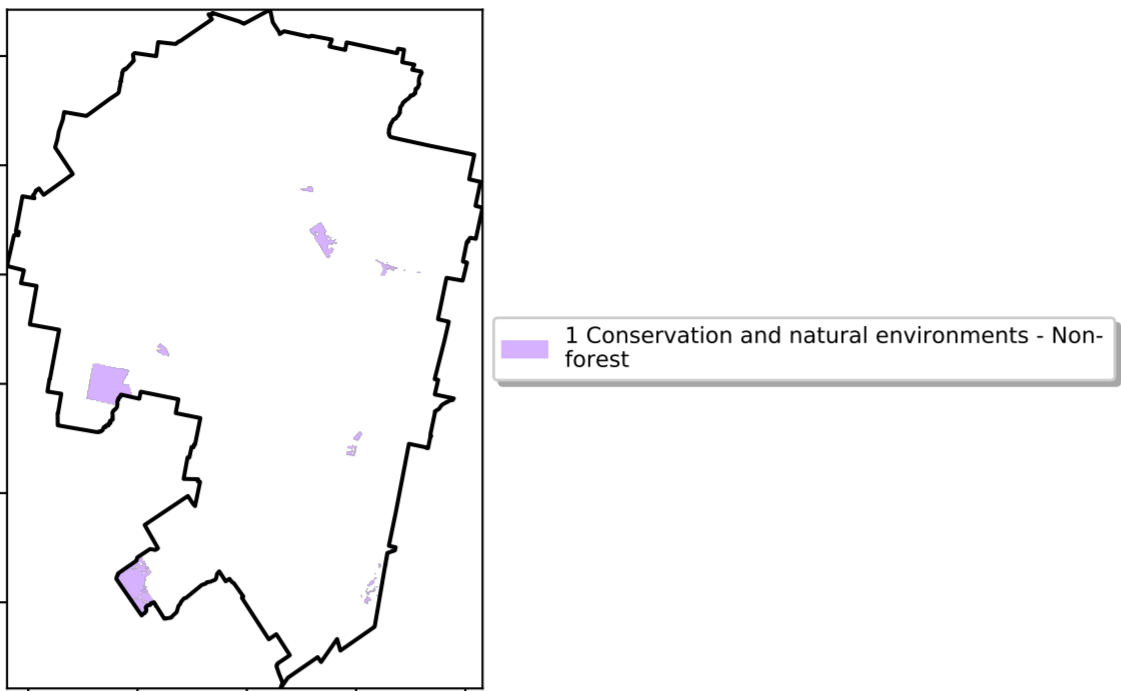 1 Conservation and natural environments - Non-
forest